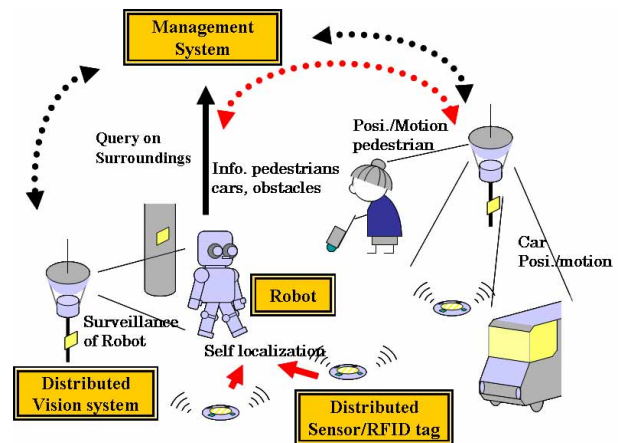 Management
System
Query on
Surroundings
Info. pedestrians
cars, obstacles
Posi./Motion
pedestrian
Car
Posi./motion
Robot
Surveillance
of Robot
Self localization
Distributed
Vision system
Distributed
Sensor/RFID tag